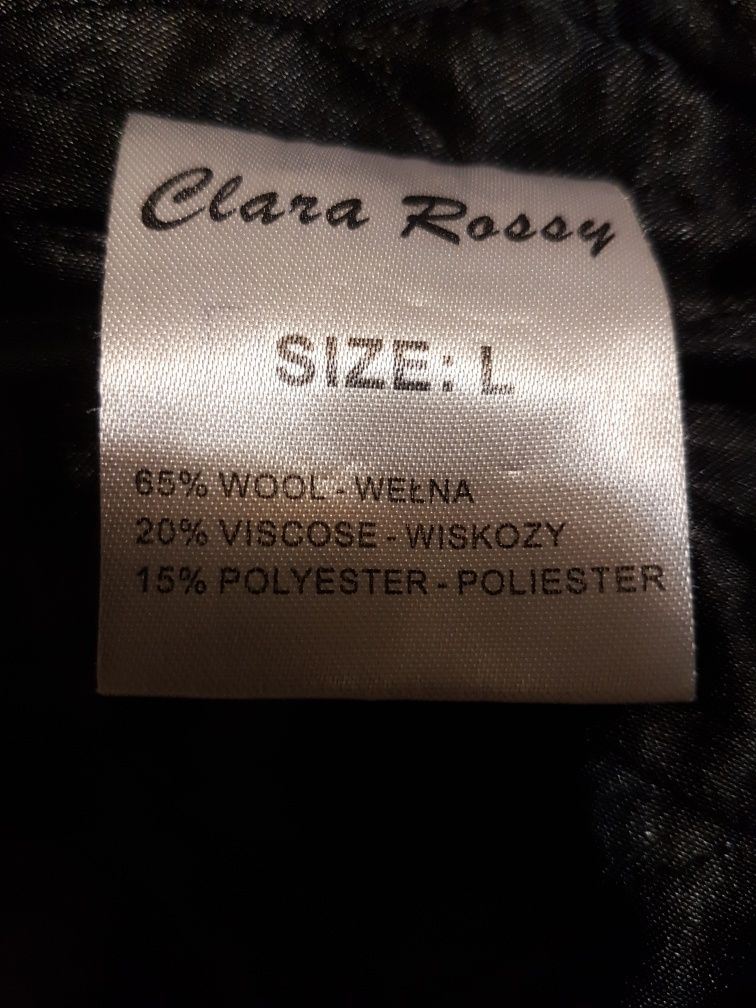 Clara Rossy
SIZE: L
65% WOOL - WEŁNA
20% VISCOSE - WISKOZY
15% POLYESTER - POLIESTER